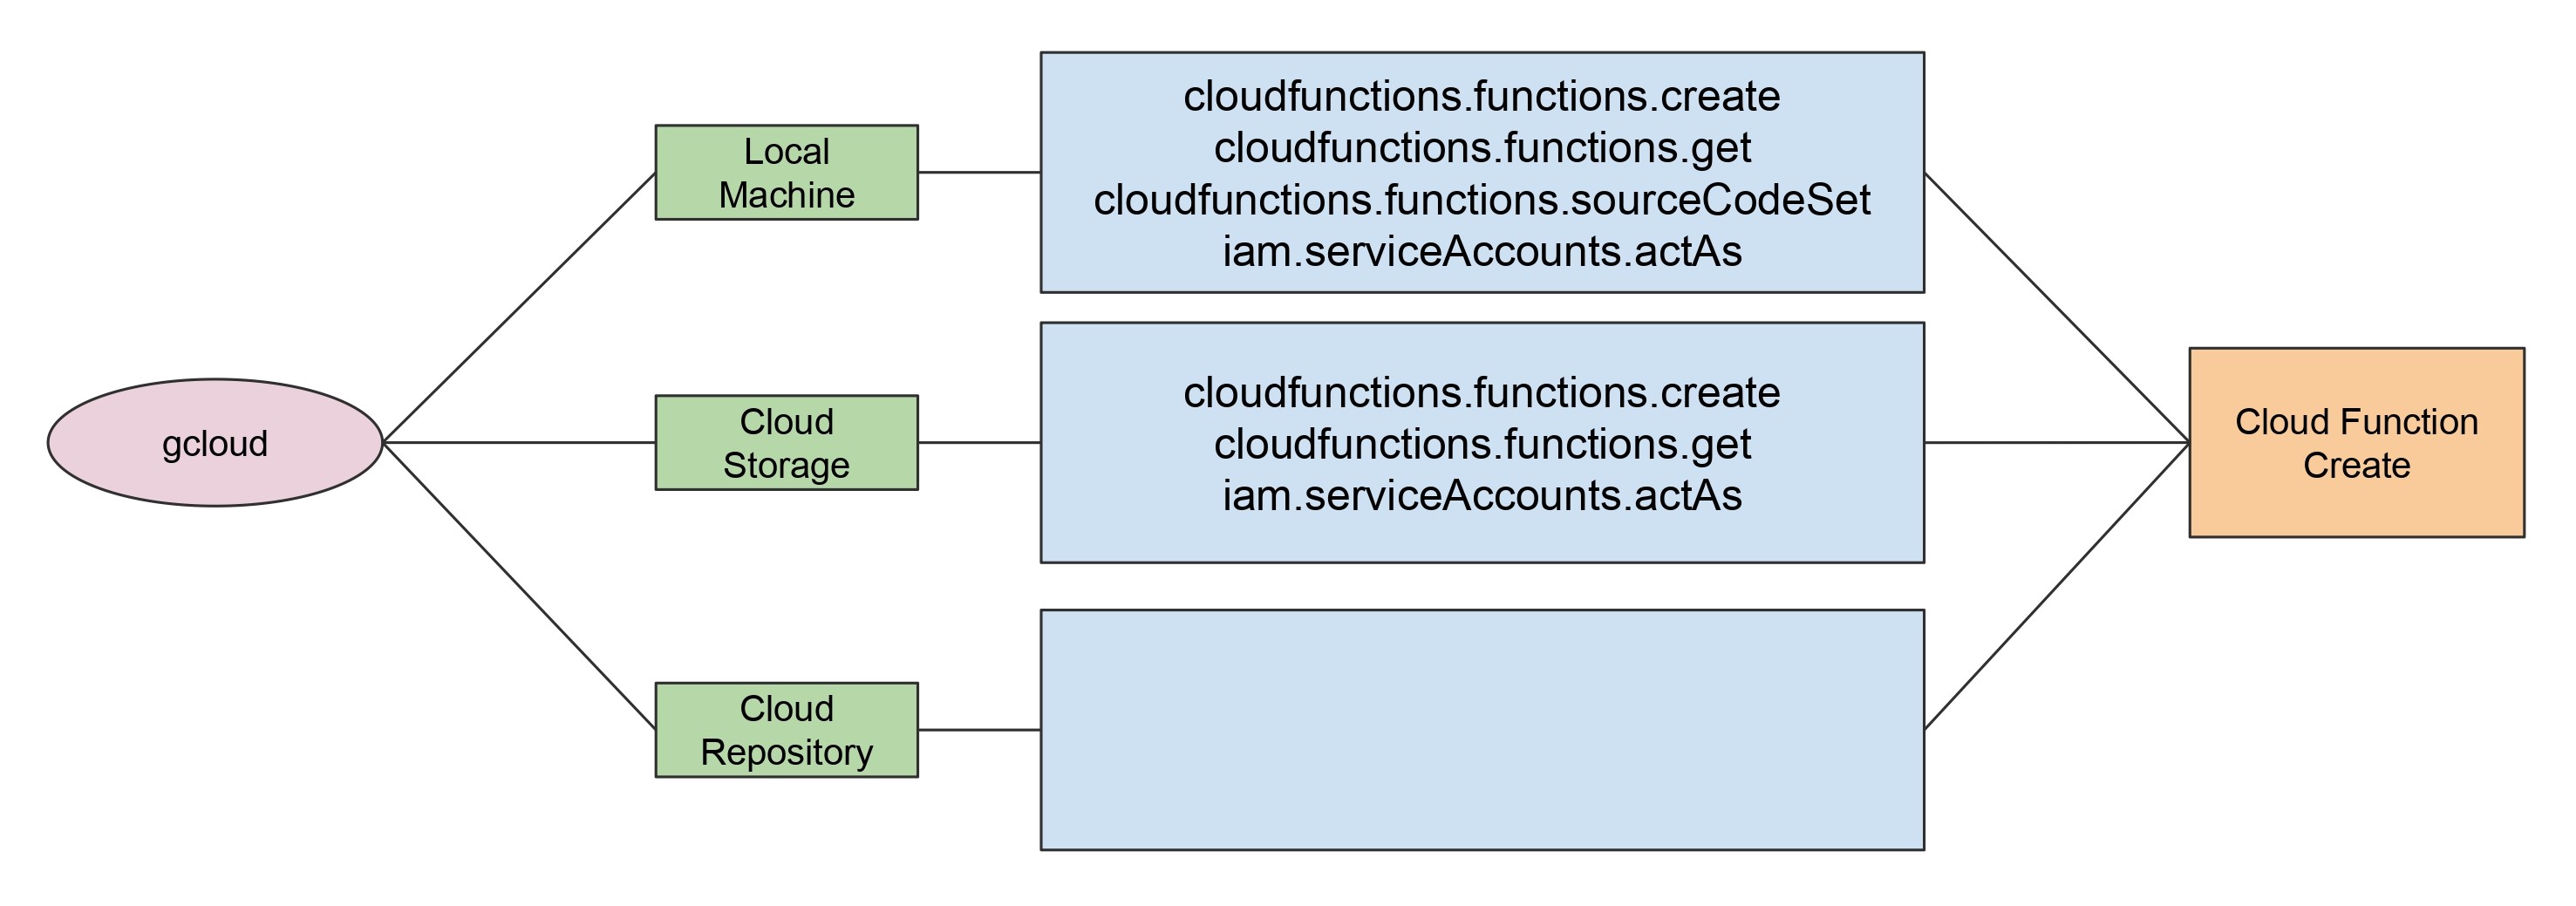 gcloud
Local
Machine
cloudfunctions.functions.create
cloudfunctions.functions.get
cloudfunctions.functions.sourceCodeSet
iam.serviceAccounts.actAs
Cloud
Storage
cloudfunctions.functions.create
cloudfunctions.functions.get
iam.serviceAccounts.actAs
Cloud
Repository
Cloud Function
Create